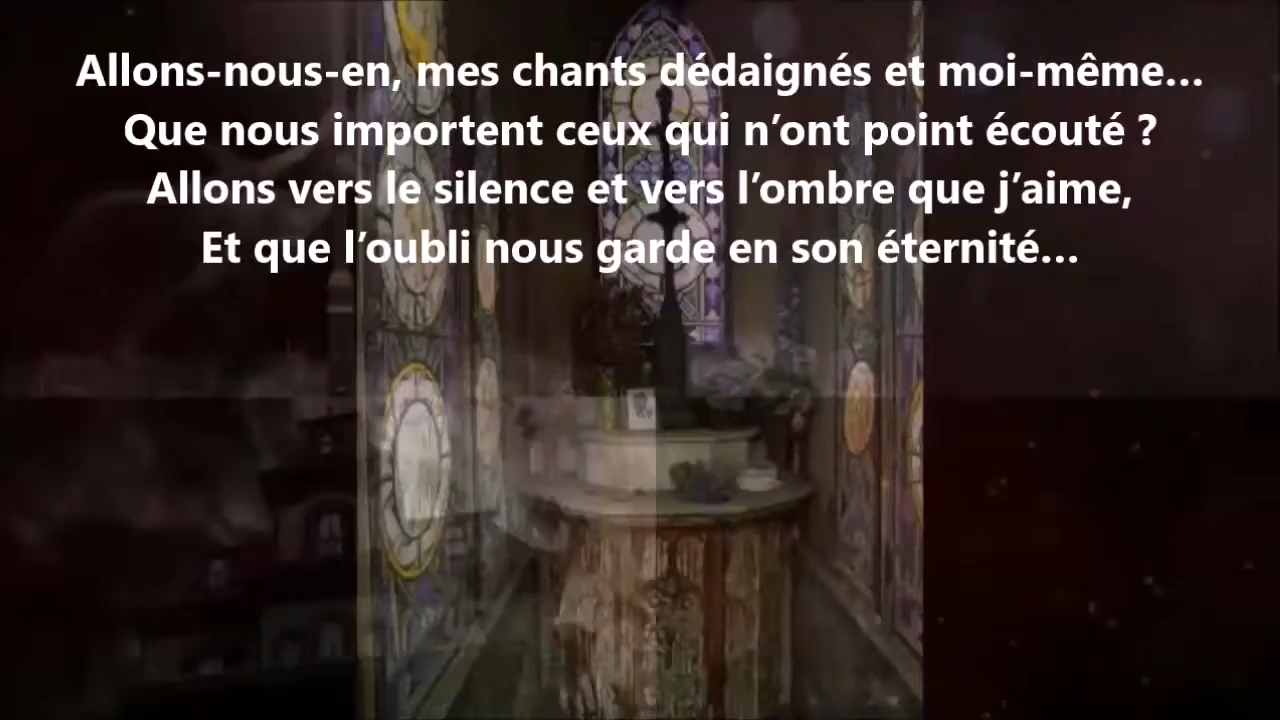 Allons-nous-en, mes chants dédaignés et moi-même…
Que nous importent ceux qui n’ont point écouté ?
Allons vers le silence et vers l’ombre que j’aime,
Et que l’oubli nous garde en son éternité…